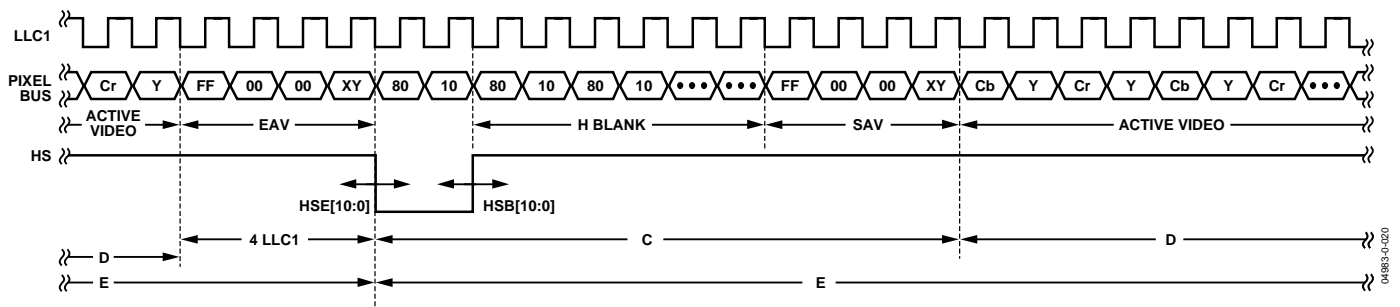 LLC1
PIXEL
BUS
Cr Y FF 00 00 XY 80 10 80 10 80 10 ••• ••• FF 00 00 XY Cb Y Cr Y Cb Y Cr •••
ACTIVE
VIDEO
EAV
H BLANK
SAV
ACTIVE VIDEO
HS
HSE[10:0]
HSB[10:0]
4 LLC1
C
D
D
E
E
04983-0-020